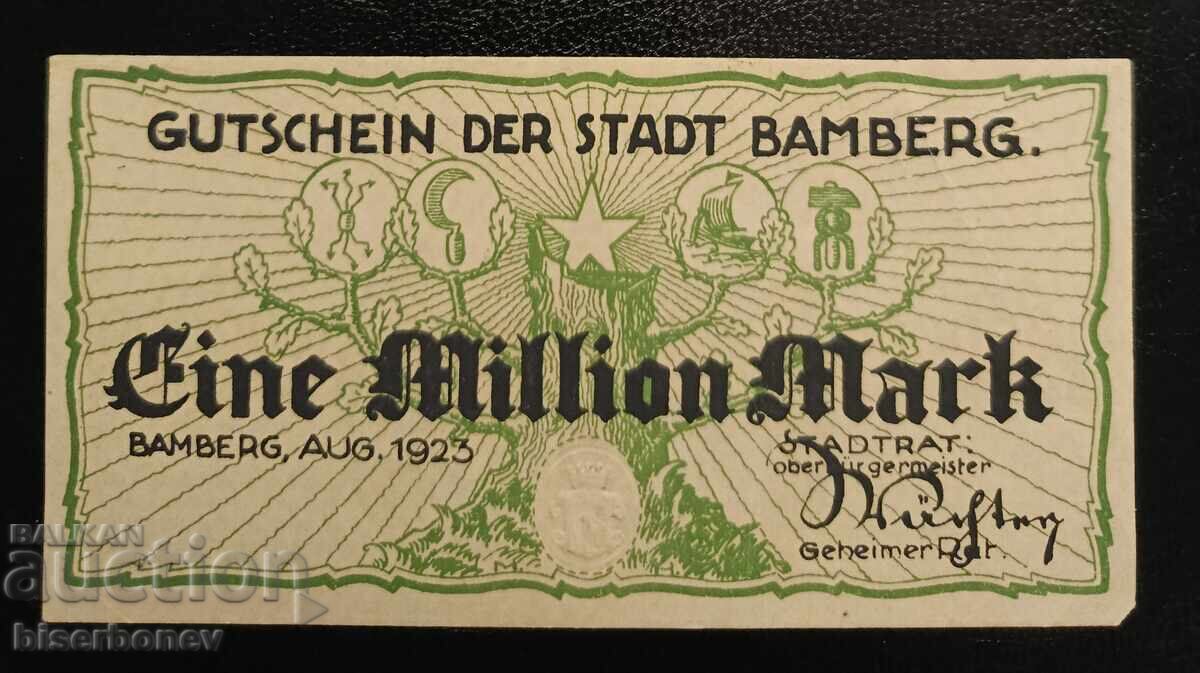 GUTSCHEIN DER STADT BAMBERG.
Eine Million Mark
BAMBERG, AUG. 1923
STADTRAT:
oberbürgermeister
Geheimer Rat.
BALKAN
auction
biserbonev